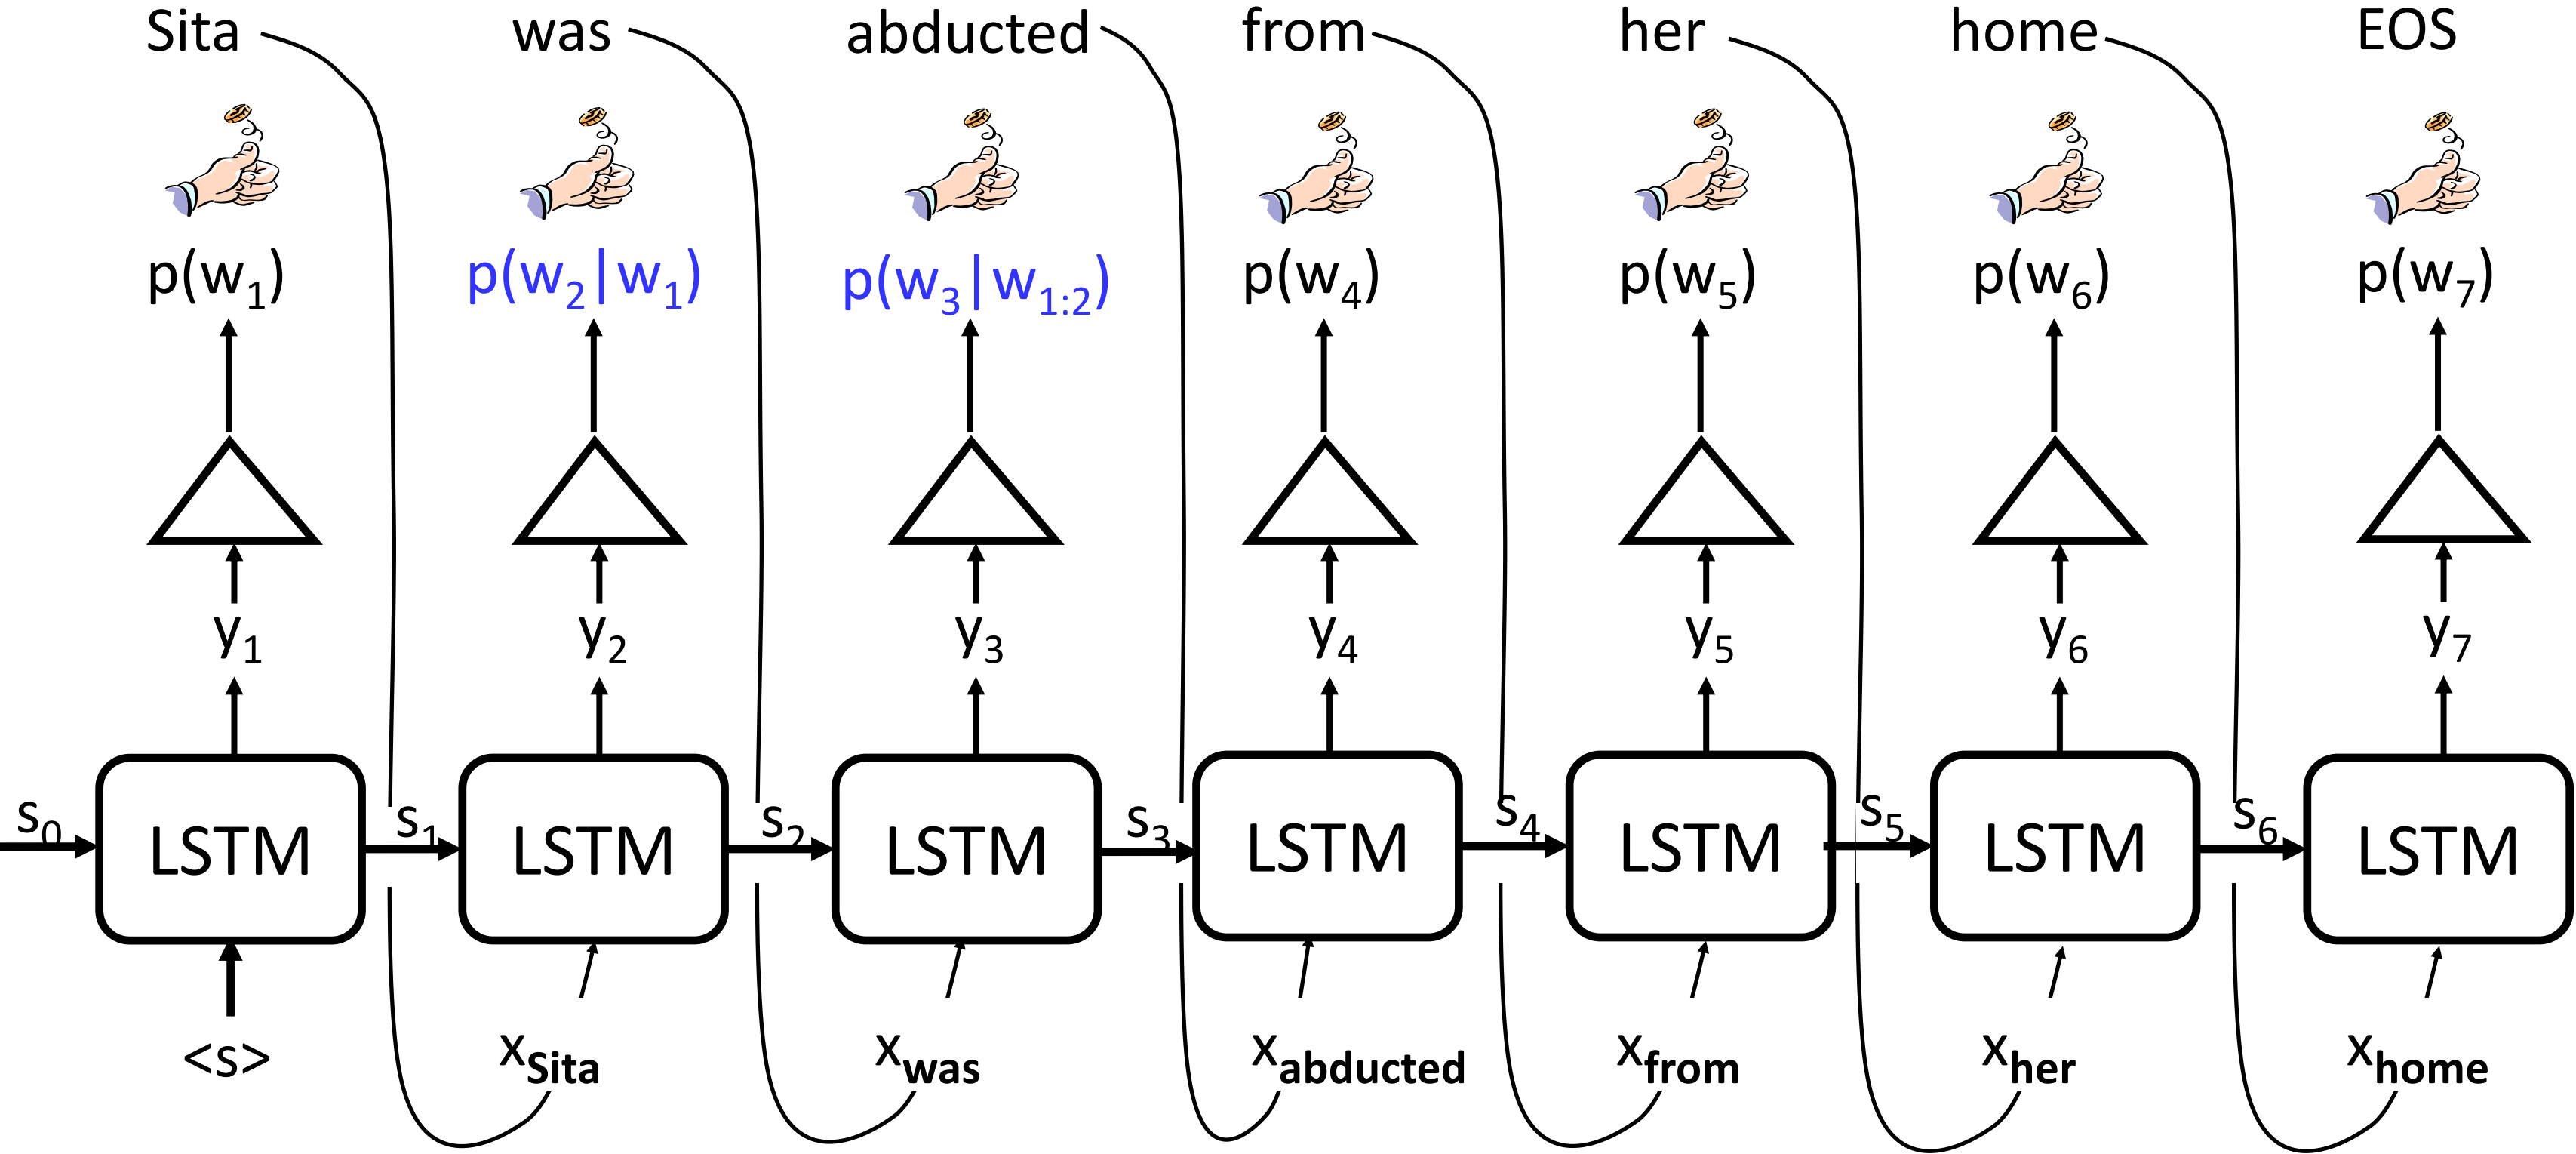 Sita was abducted from her home EOS
p(w₁) p(w₂|w₁) p(w₃|w₁:₂) p(w₄) p(w₅) p(w₆) p(w₇)
y₁ y₂ y₃ y₄ y₅ y₆ y₇
s₀ LSTM s₁ LSTM s₂ LSTM s₃ LSTM s₄ LSTM s₅ LSTM s₆ LSTM
<s> xSita xwas xabducted xfrom xher xhome